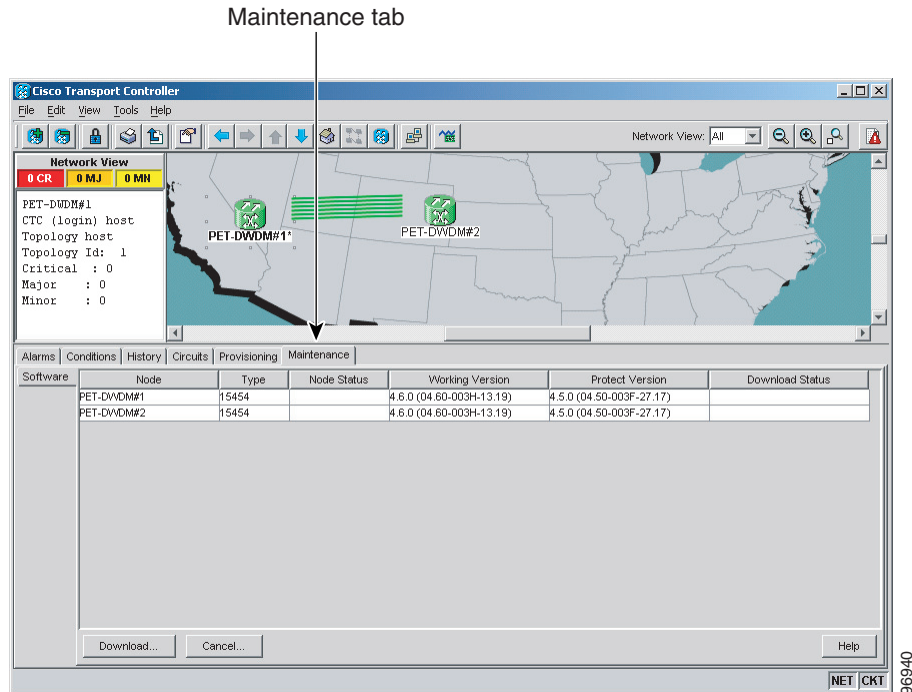 Maintenance tab
Cisco Transport Controller
File Edit View Tools Help
Network View: All
Network View
0 CR 0 MJ 0 MN
PET-DWDM#1
CTC (login) host
Topology host
Topology Id: 1
Critical : 0
Major : 0
Minor : 0
PET-DWDM#1*
PET-DWDM#2
Alarms Conditions History Circuits Provisioning Maintenance
Software
Node Type Node Status Working Version Protect Version Download Status
PET-DWDM#1 15454 4.6.0 (04.60-003H-13.19) 4.5.0 (04.50-003F-27.17)
PET-DWDM#2 15454 4.6.0 (04.60-003H-13.19) 4.5.0 (04.50-003F-27.17)
Download... Cancel... Help
NET CKT
96940